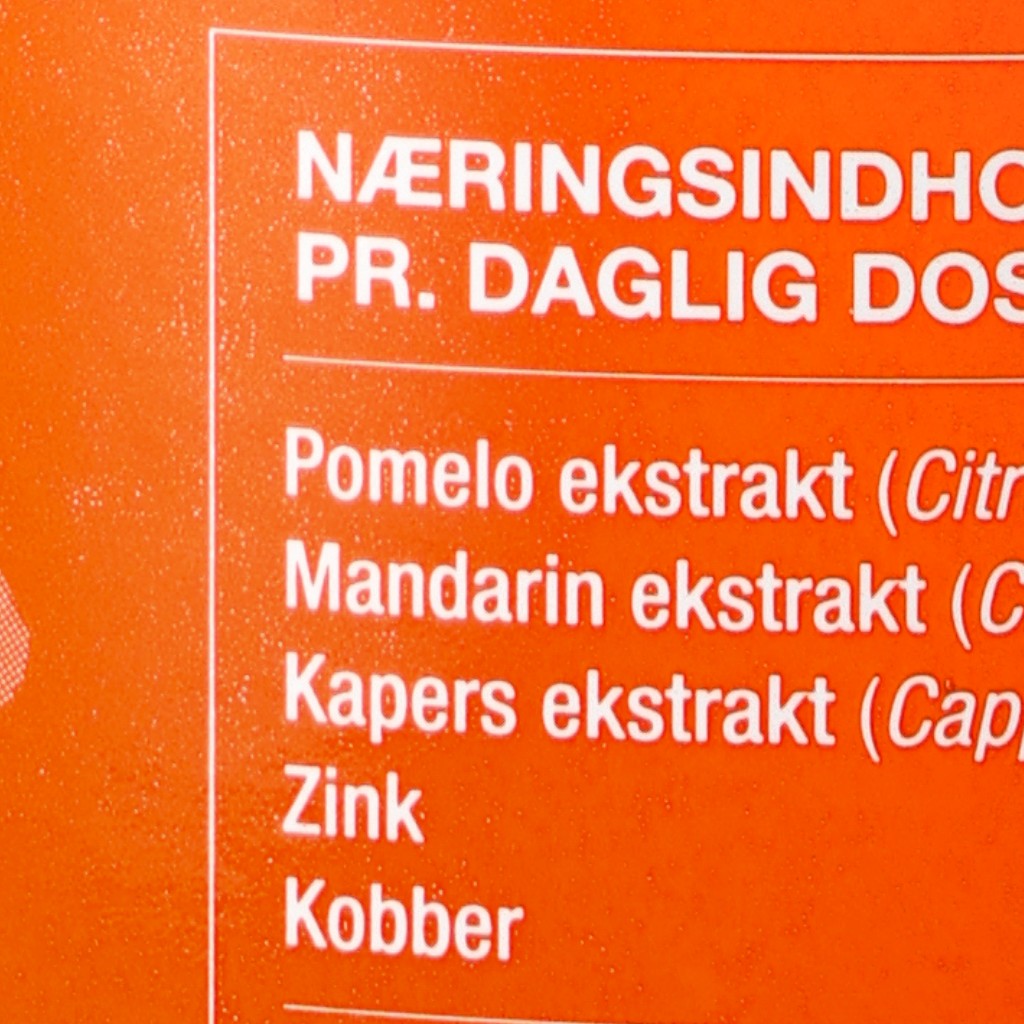 NÆRINGSINDHO
PR. DAGLIG DOS
Pomelo ekstrakt (Citr
Mandarin ekstrakt (C
Kapers ekstrakt (Cap
Zink
Kobber